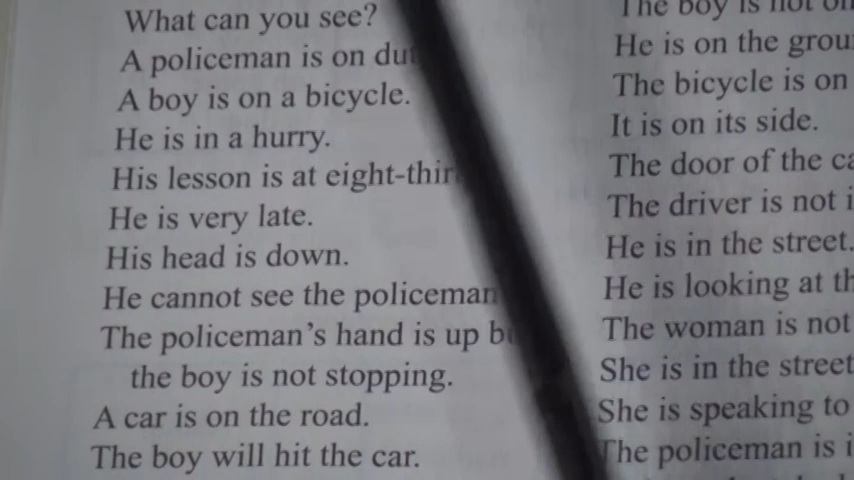 What can you see?
A policeman is on
A boy is on a bicycle.
He is in a hurry.
His lesson is at
He is very late.
His head is down.
He cannot see the policeman
The policeman's hand is up
the boy is not stopping.
A car is on the road.
The boy will hit the car.
The boy is not
He is on the
The bicycle is on
It is on its side.
The door of the
The driver is not
He is in the street.
He is looking at
The woman is not
She is in the street
She is speaking to
The policeman is